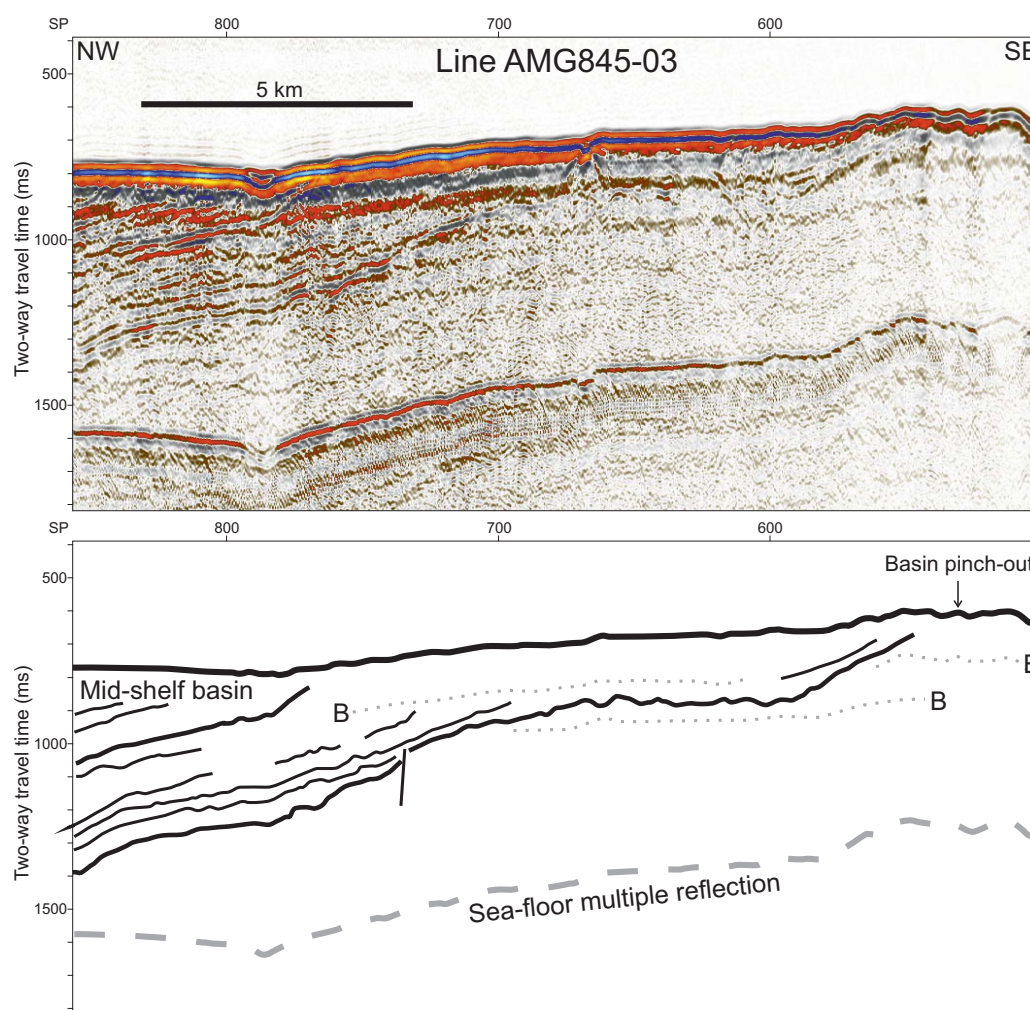 SP 800 700 600
NW Line AMG845-03 SE
500
5 km
1000
1500
Two-way travel time (ms)
SP 800 700 600
Basin pinch-out
500
Mid-shelf basin
B
B
B
1000
1500
Sea-floor multiple reflection
Two-way travel time (ms)